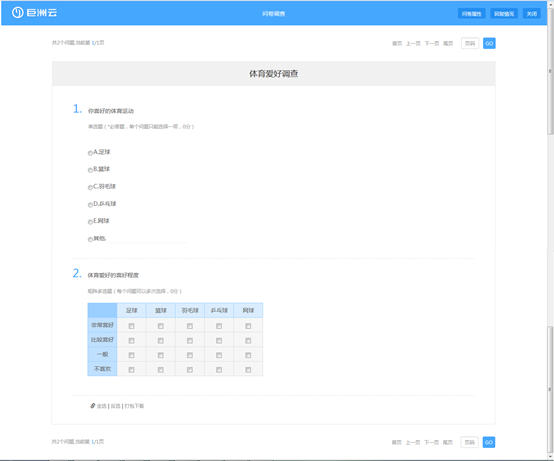 巨洲云
问卷调查
问卷属性 回复情况 关闭
共2个问题,当前第 1/1页
首页 上一页 下一页 尾页 页码 GO
体育爱好调查
1. 你喜好的体育运动
单选题（*必答题，每个问题只能选择一项，0分）
A.足球
B.篮球
C.羽毛球
D.乒乓球
E.网球
其他:
2. 体育爱好的喜好程度
矩阵多选题（每个问题可以多次选择，0分）
足球 篮球 羽毛球 乒乓球 网球
非常喜好
比较喜好
一般
不喜欢
全选 | 反选 | 打包下载
共2个问题,当前第 1/1页
首页 上一页 下一页 尾页 页码 GO